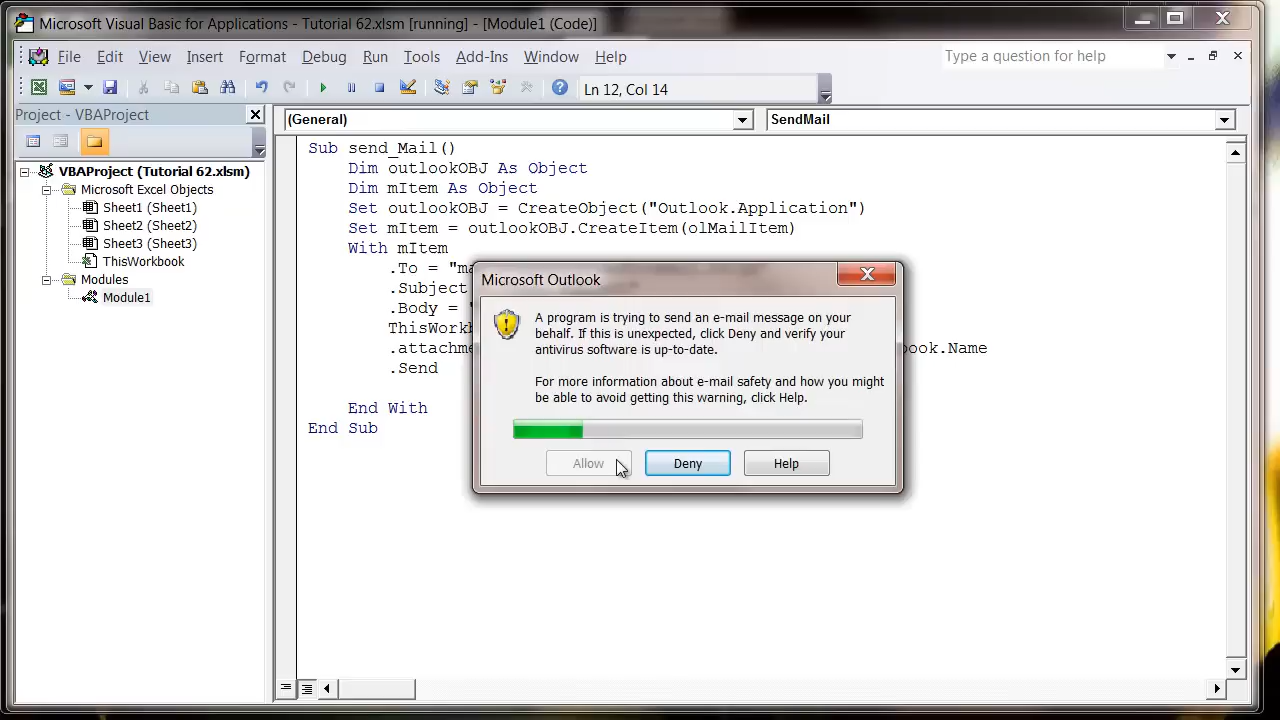 Microsoft Visual Basic for Applications - Tutorial 62.xlsm [running] - [Module1 (Code)]
File Edit View Insert Format Debug Run Tools Add-Ins Window Help
Type a question for help
Ln 12, Col 14
Project - VBAProject
(General)
SendMail
VBAProject (Tutorial 62.xlsm)
Microsoft Excel Objects
Sheet1 (Sheet1)
Sheet2 (Sheet2)
Sheet3 (Sheet3)
ThisWorkbook
Modules
Module1
Sub send_Mail()
Dim outlookOBJ As Object
Dim mItem As Object
Set outlookOBJ = CreateObject("Outlook.Application")
Set mItem = outlookOBJ.CreateItem(olMailItem)
With mItem
.To = "ma
.Subject
.Body = "
ThisWorkb
.attachme
ook.Name
.Send
End With
End Sub
Microsoft Outlook
A program is trying to send an e-mail message on your
behalf. If this is unexpected, click Deny and verify your
antivirus software is up-to-date.
For more information about e-mail safety and how you might
be able to avoid getting this warning, click Help.
Allow
Deny
Help